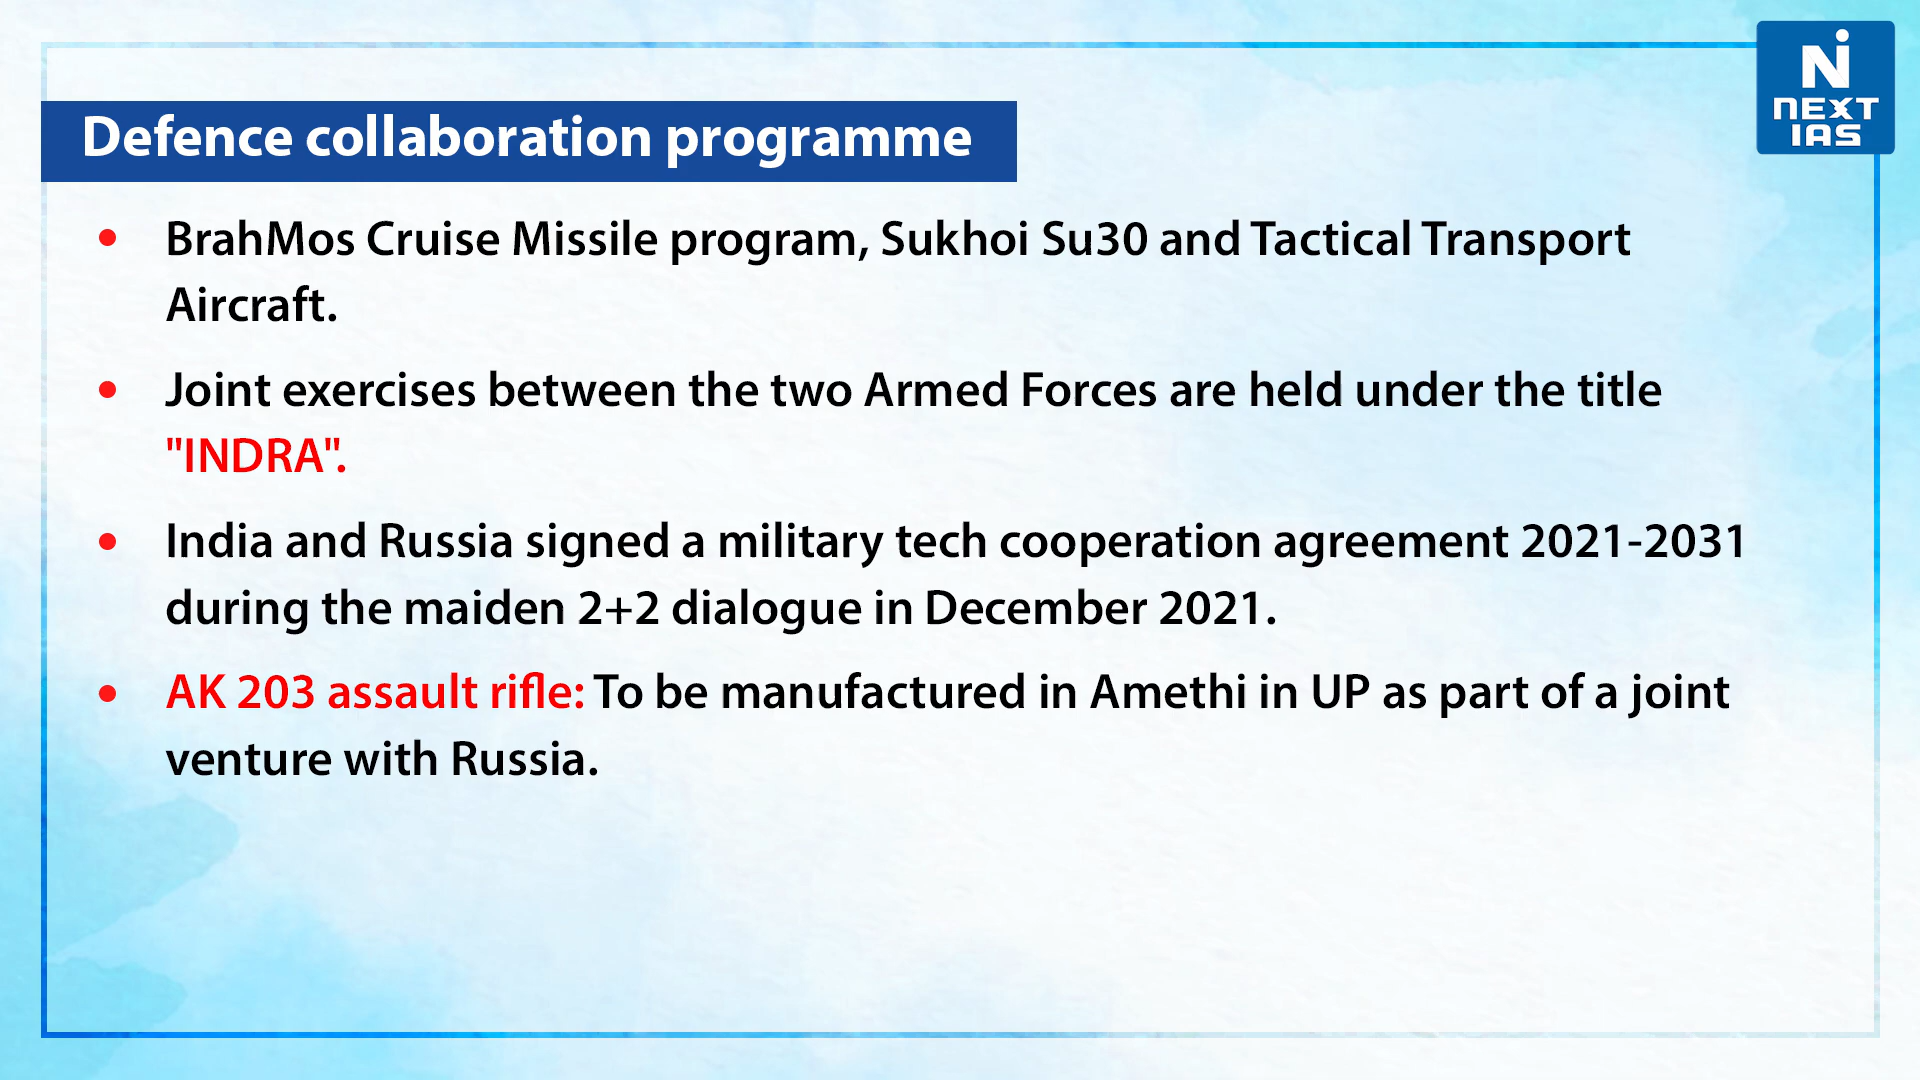 NEXT
IAS
Defence collaboration programme
• BrahMos Cruise Missile program, Sukhoi Su30 and Tactical Transport
Aircraft.
• Joint exercises between the two Armed Forces are held under the title
"INDRA".
• India and Russia signed a military tech cooperation agreement 2021-2031
during the maiden 2+2 dialogue in December 2021.
• AK 203 assault rifle: To be manufactured in Amethi in UP as part of a joint
venture with Russia.